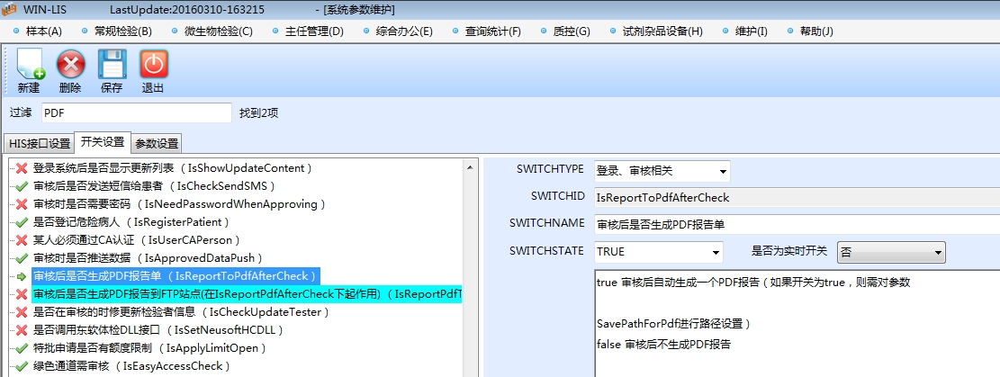 WIN-LIS LastUpdate:20160310-163215 - [系统参数维护]
样本(A) 常规检验(B) 微生物检验(C) 主任管理(D) 综合办公(E) 查询统计(F) 质控(G) 试剂杂品设备(H) 维护(I) 帮助(J)
新建 删除 保存 退出
过滤 PDF 找到2项
HIS接口设置 开关设置 参数设置
登录系统后是否显示更新列表 （IsShowUpdateContent）
审核后是否发送短信给患者 （IsCheckSendSMS）
审核时是否需要密码 （IsNeedPasswordWhenApproving）
是否登记危险病人 （IsRegisterPatient）
某人必须通过CA认证 （IsUserCAPerson）
审核时是否推送数据 （IsApprovedDataPush）
审核后是否生成PDF报告单 （IsReportToPdfAfterCheck）
审核后是否生成PDF报告到FTP站点(在IsReportPdfAfterCheck下起作用) （IsReportPdfT
是否在审核的时修更新检验者信息 （IsCheckUpdateTester）
是否调用东软体检DLL接口 （IsSetNeusoftHCDLL）
特批申请是否有额度限制 （IsApplyLimitOpen）
绿色通道需审核 （IsEasyAccessCheck）
SWITCHTYPE 登录、审核相关
SWITCHID IsReportToPdfAfterCheck
SWITCHNAME 审核后是否生成PDF报告单
SWITCHSTATE TRUE 是否为实时开关 否
true 审核后自动生成一个PDF报告（如果开关为true，则需对参数
SavePathForPdf进行路径设置）
false 审核后不生成PDF报告